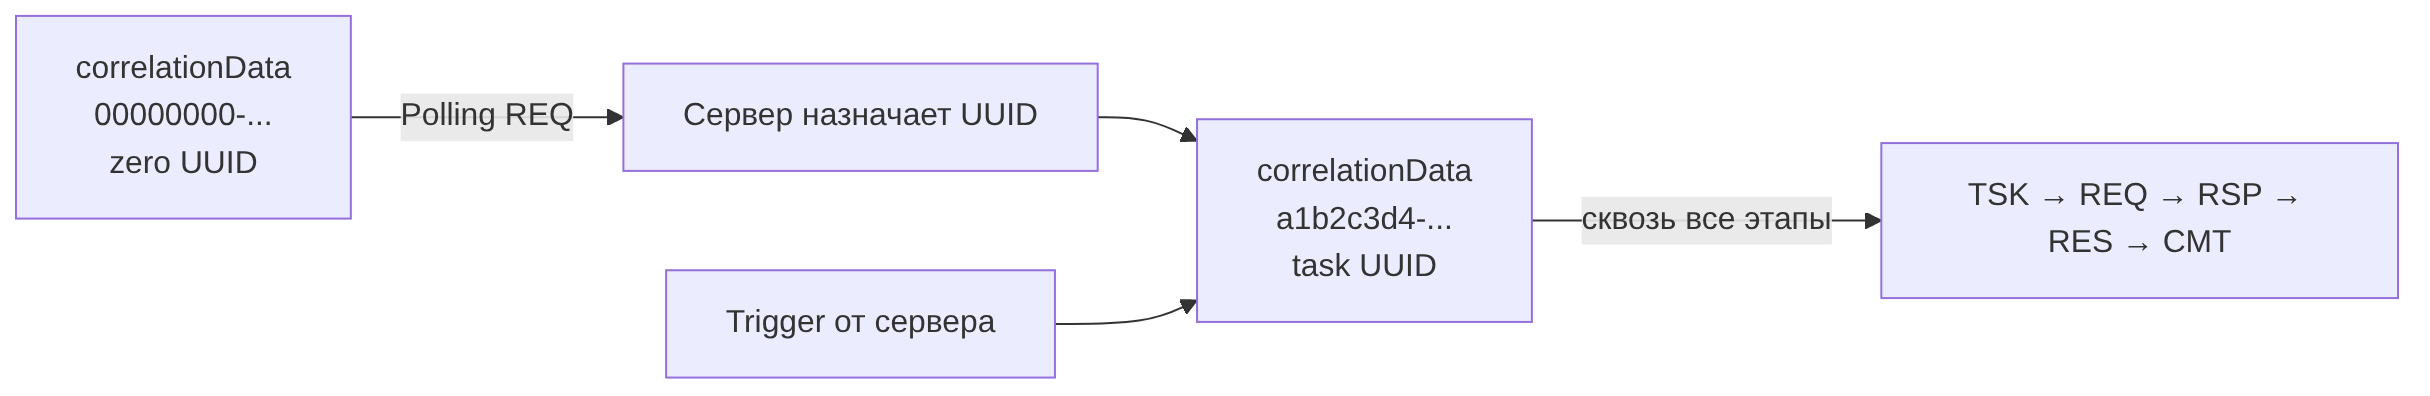 correlationData
00000000-...
zero UUID
Polling REQ
Сервер назначает UUID
Trigger от сервера
correlationData
a1b2c3d4-...
task UUID
сквозь все этапы
TSK → REQ → RSP →
RES → CMT